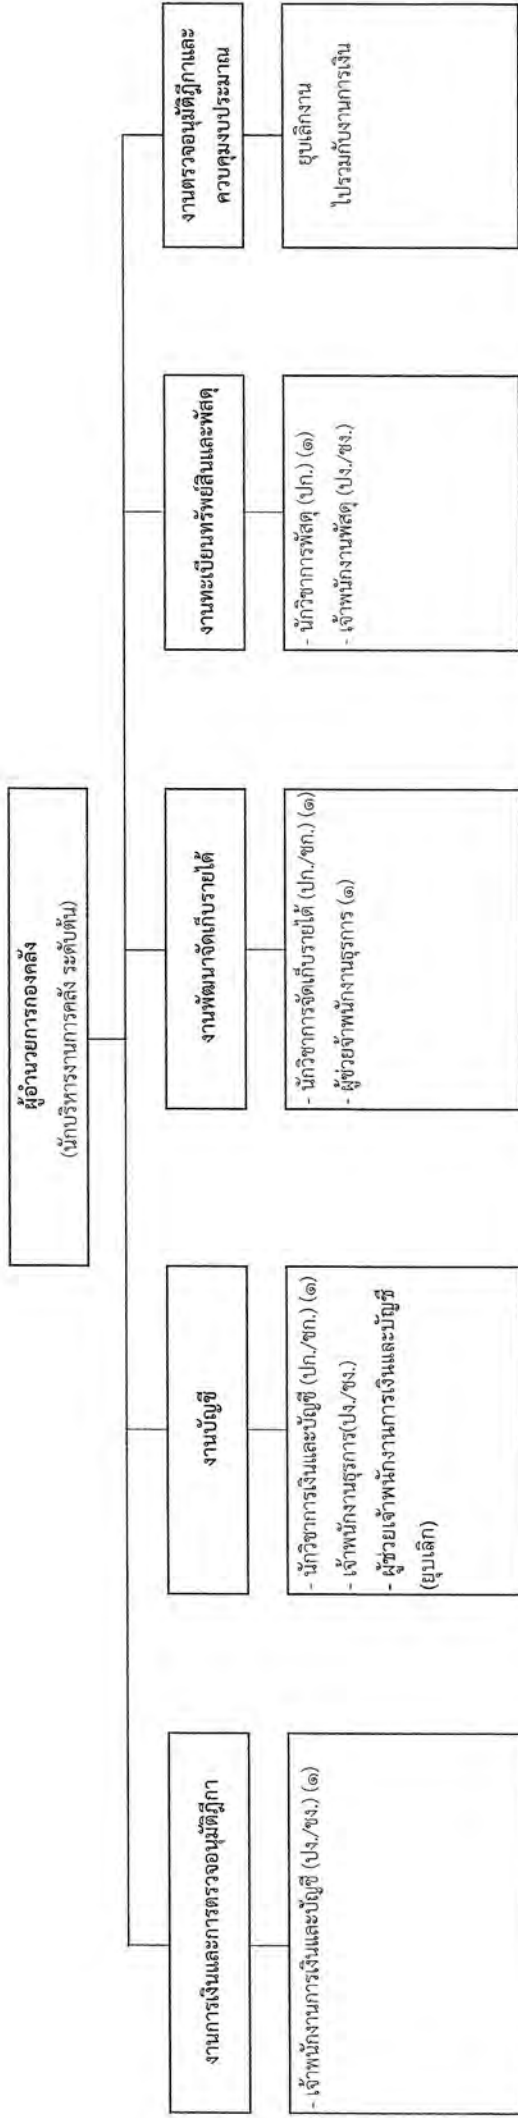 ผู้อำนวยการกองคลัง
(นักบริหารงานการคลัง ระดับต้น)
งานการเงินและการตรวจอนุมัติฎีกา
- เจ้าพนักงานการเงินและบัญชี (ปง./ชง.) (๑)
งานบัญชี
- นักวิชาการเงินและบัญชี (ปก./ชก.) (๑)
- เจ้าพนักงานธุรการ(ปง./ชง.)
- ผู้ช่วยเจ้าพนักงานการเงินและบัญชี
(ยุบเลิก)
งานพัฒนาจัดเก็บรายได้
- นักวิชาการจัดเก็บรายได้ (ปก./ชก.) (๑)
- ผู้ช่วยจ้าพนักงานธุรการ (๑)
งานทะเบียนทรัพย์สินและพัสดุ
- นักวิชาการพัสดุ (ปก.) (๑)
- เจ้าพนักงานพัสดุ (ปง./ชง.)
งานตรวจอนุมัติฎีกาและ
ควบคุมงบประมาณ
ยุบเลิกงาน
ไปรวมกับงานการเงิน